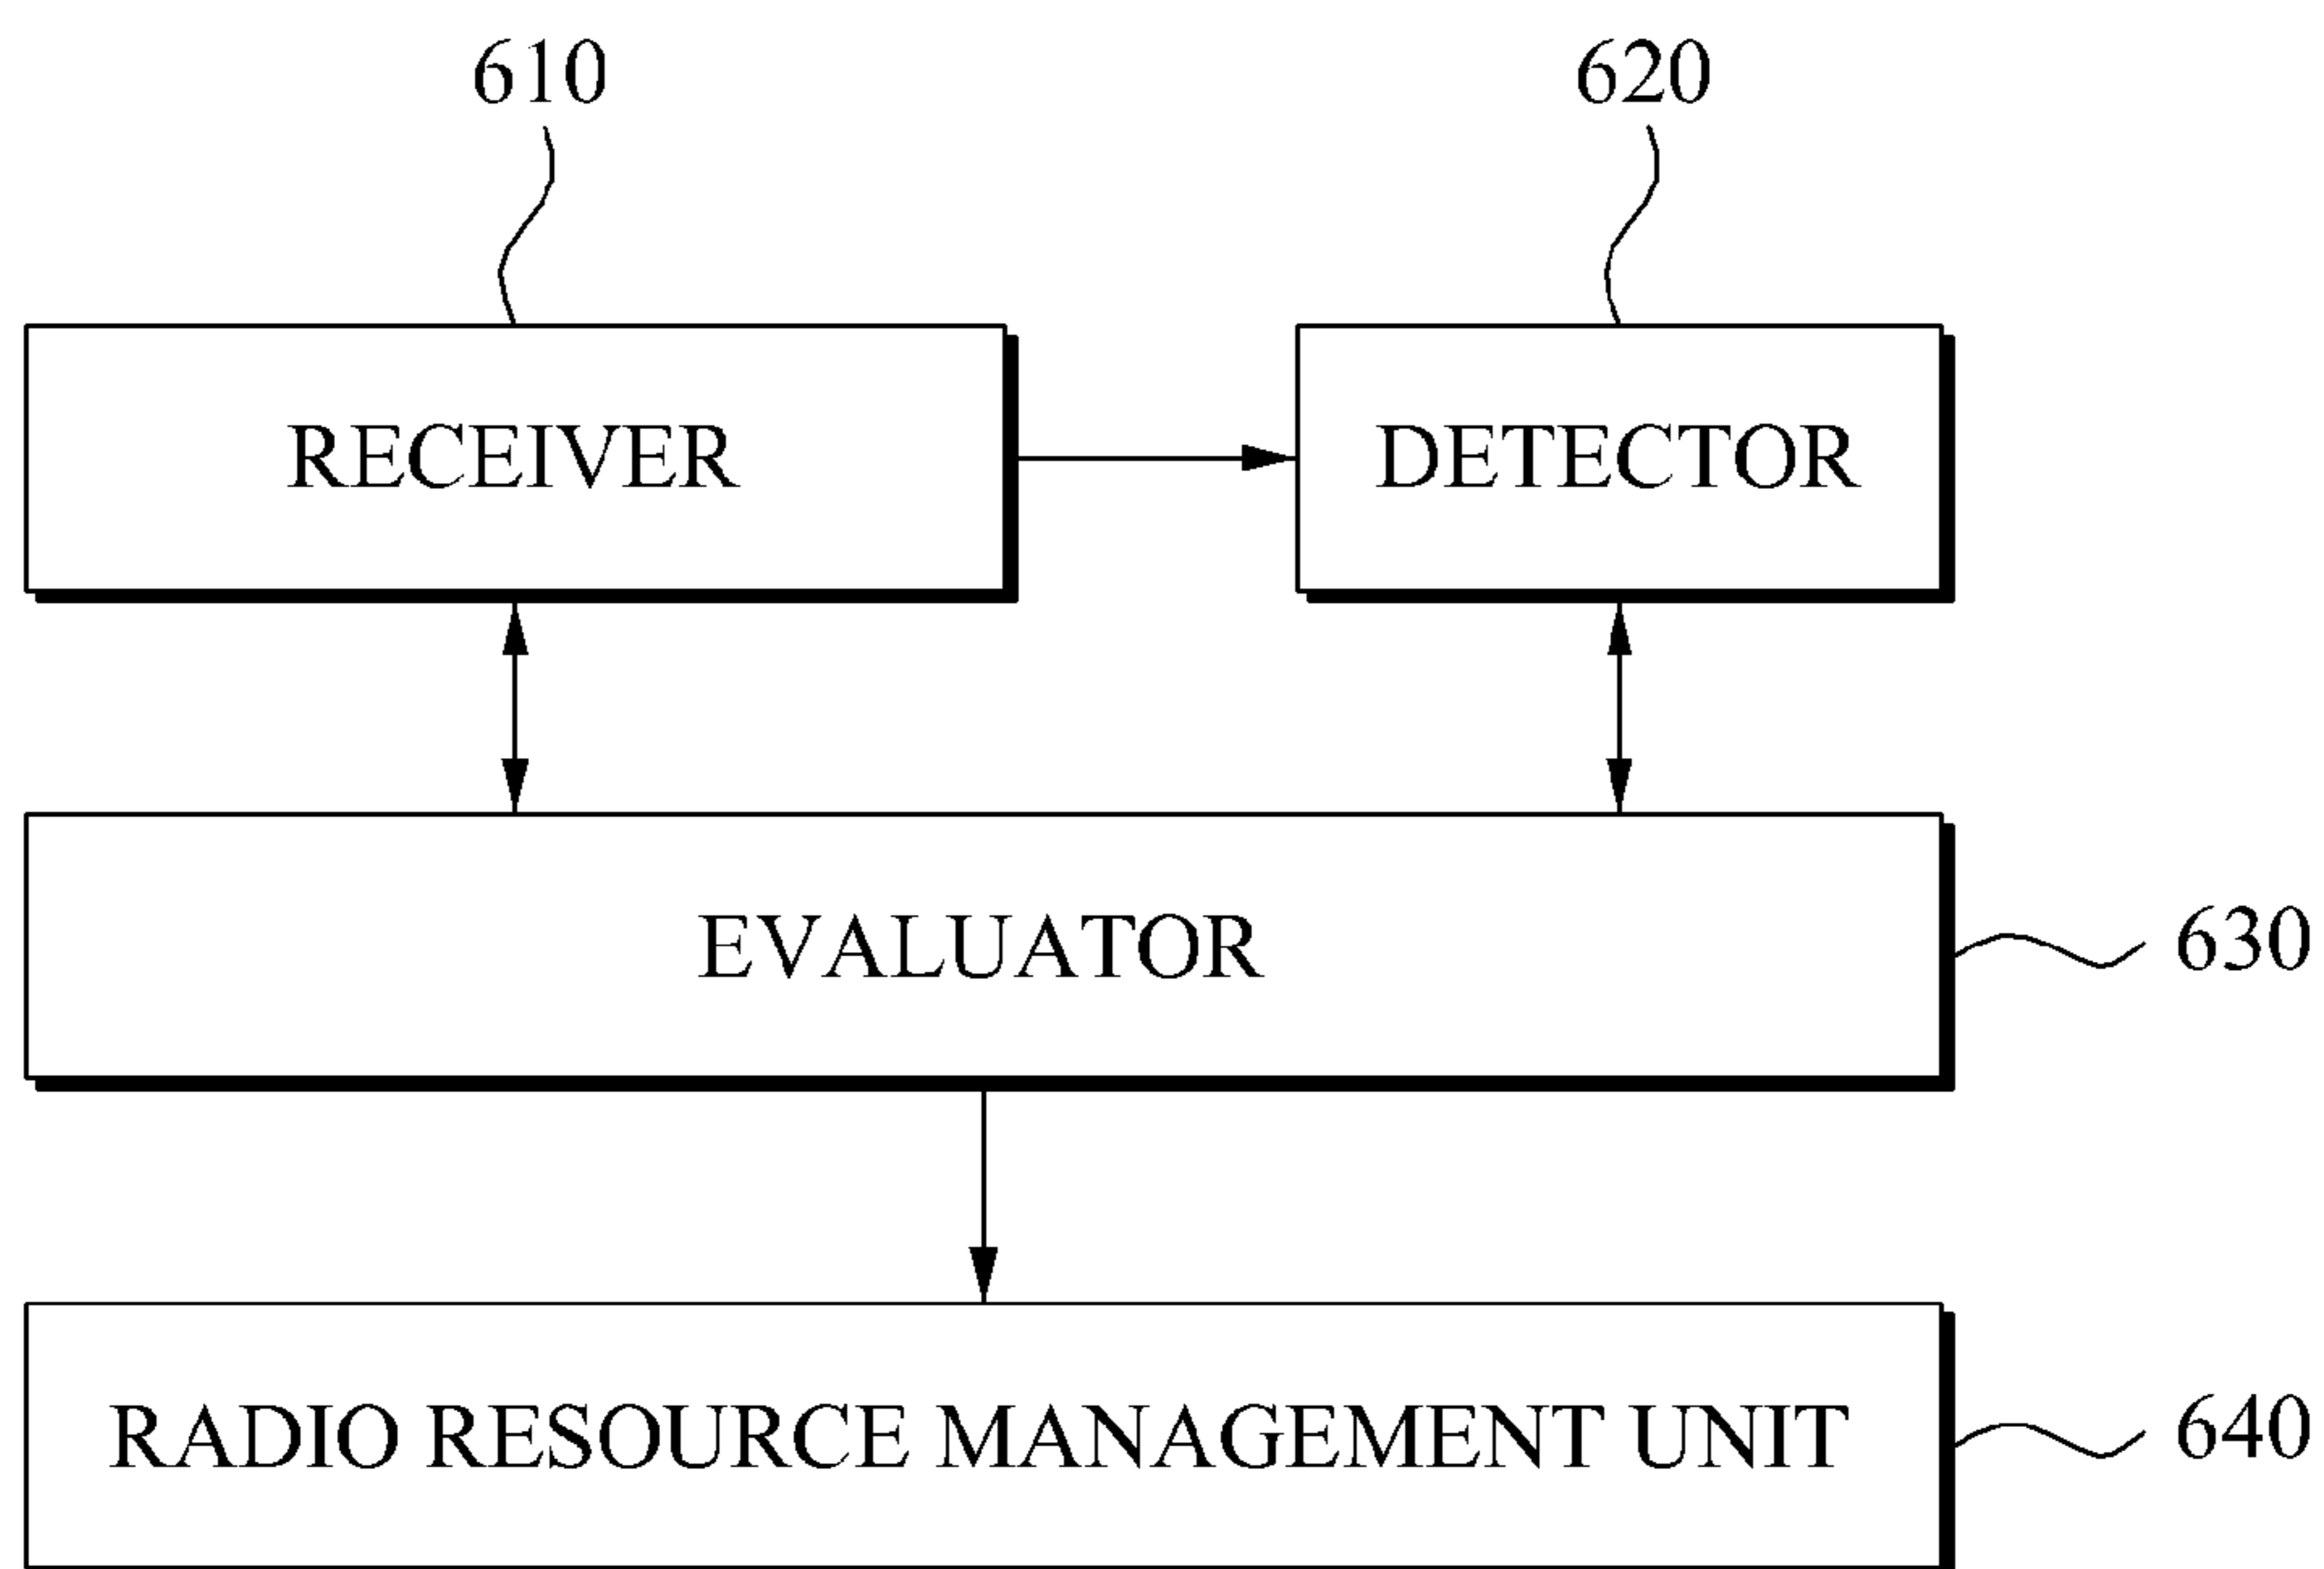 610
620
RECEIVER
DETECTOR
EVALUATOR
630
RADIO RESOURCE MANAGEMENT UNIT
640